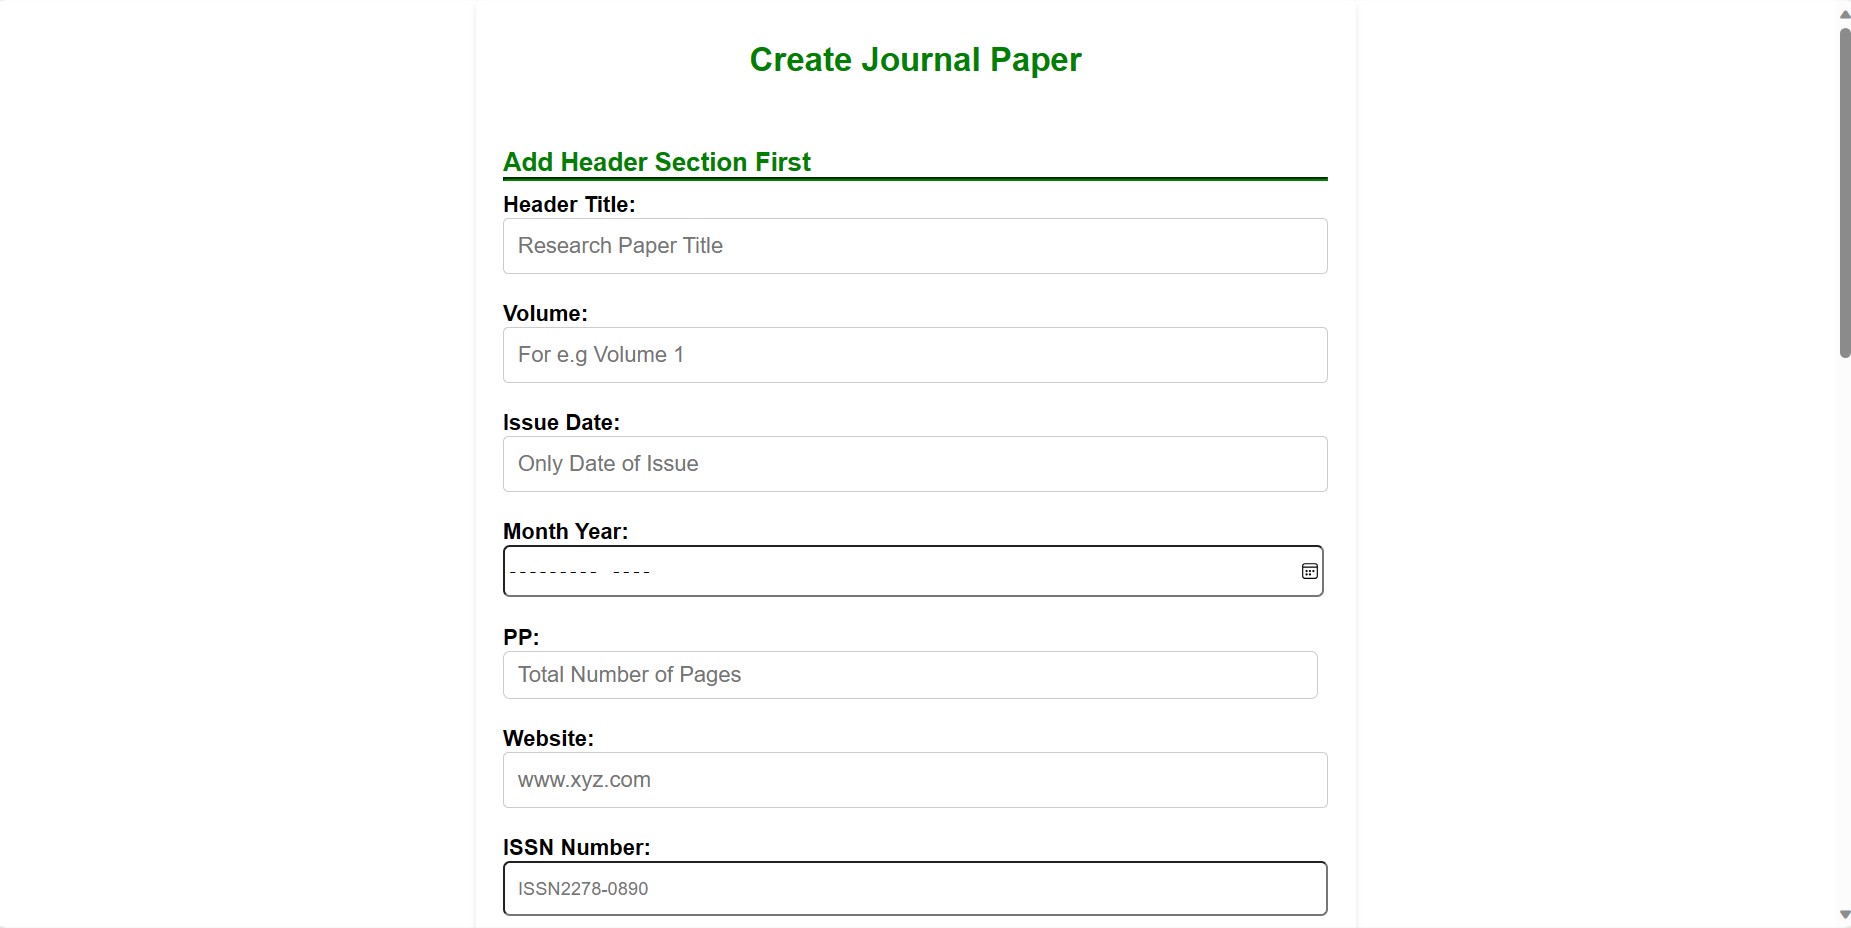 Create Journal Paper
Add Header Section First
Header Title:
Research Paper Title
Volume:
For e.g Volume 1
Issue Date:
Only Date of Issue
Month Year:
--------- ----
PP:
Total Number of Pages
Website:
www.xyz.com
ISSN Number:
ISSN2278-0890